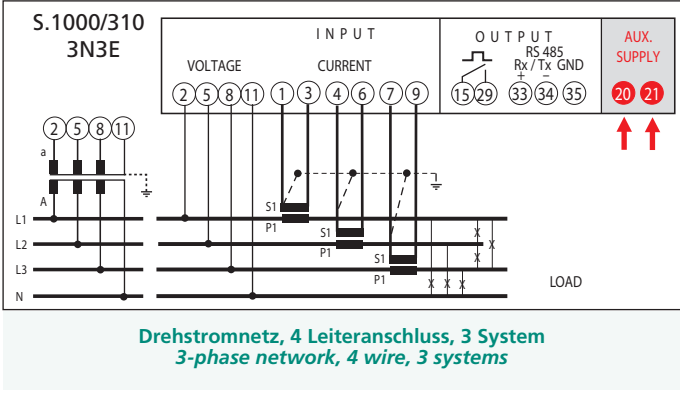 S.1000/310
3N3E
INPUT
VOLTAGE CURRENT
2 5 8 11 1 3 4 6 7 9
OUTPUT
RS 485
Rx / Tx GND
+ –
15 29 33 34 35
AUX.
SUPPLY
20 21
2 5 8 11
a
A
L1
L2
L3
N
S1
P1
S1
P1
S1
P1
X
X
X
X X X
LOAD
Drehstromnetz, 4 Leiteranschluss, 3 System
3-phase network, 4 wire, 3 systems